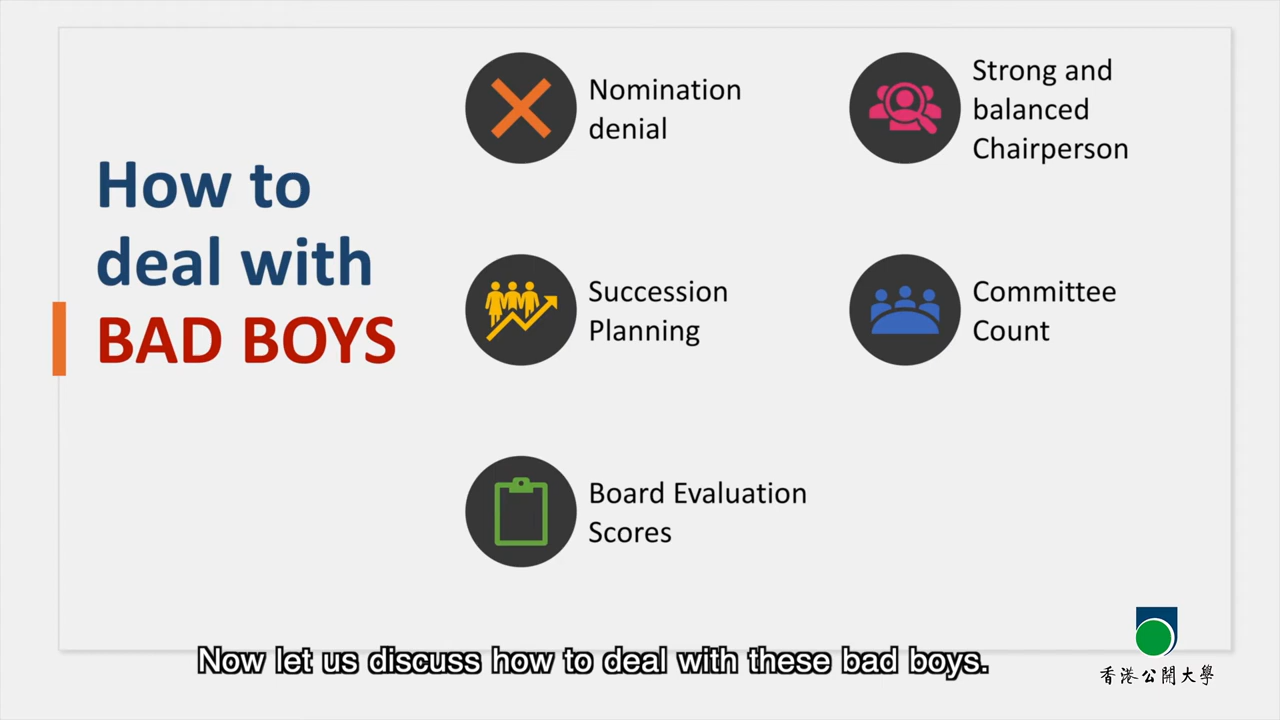 How to
deal with
BAD BOYS
Nomination
denial
Strong and
balanced
Chairperson
Succession
Planning
Committee
Count
Board Evaluation
Scores
Now let us discuss how to deal with these bad boys.
香港公開大學